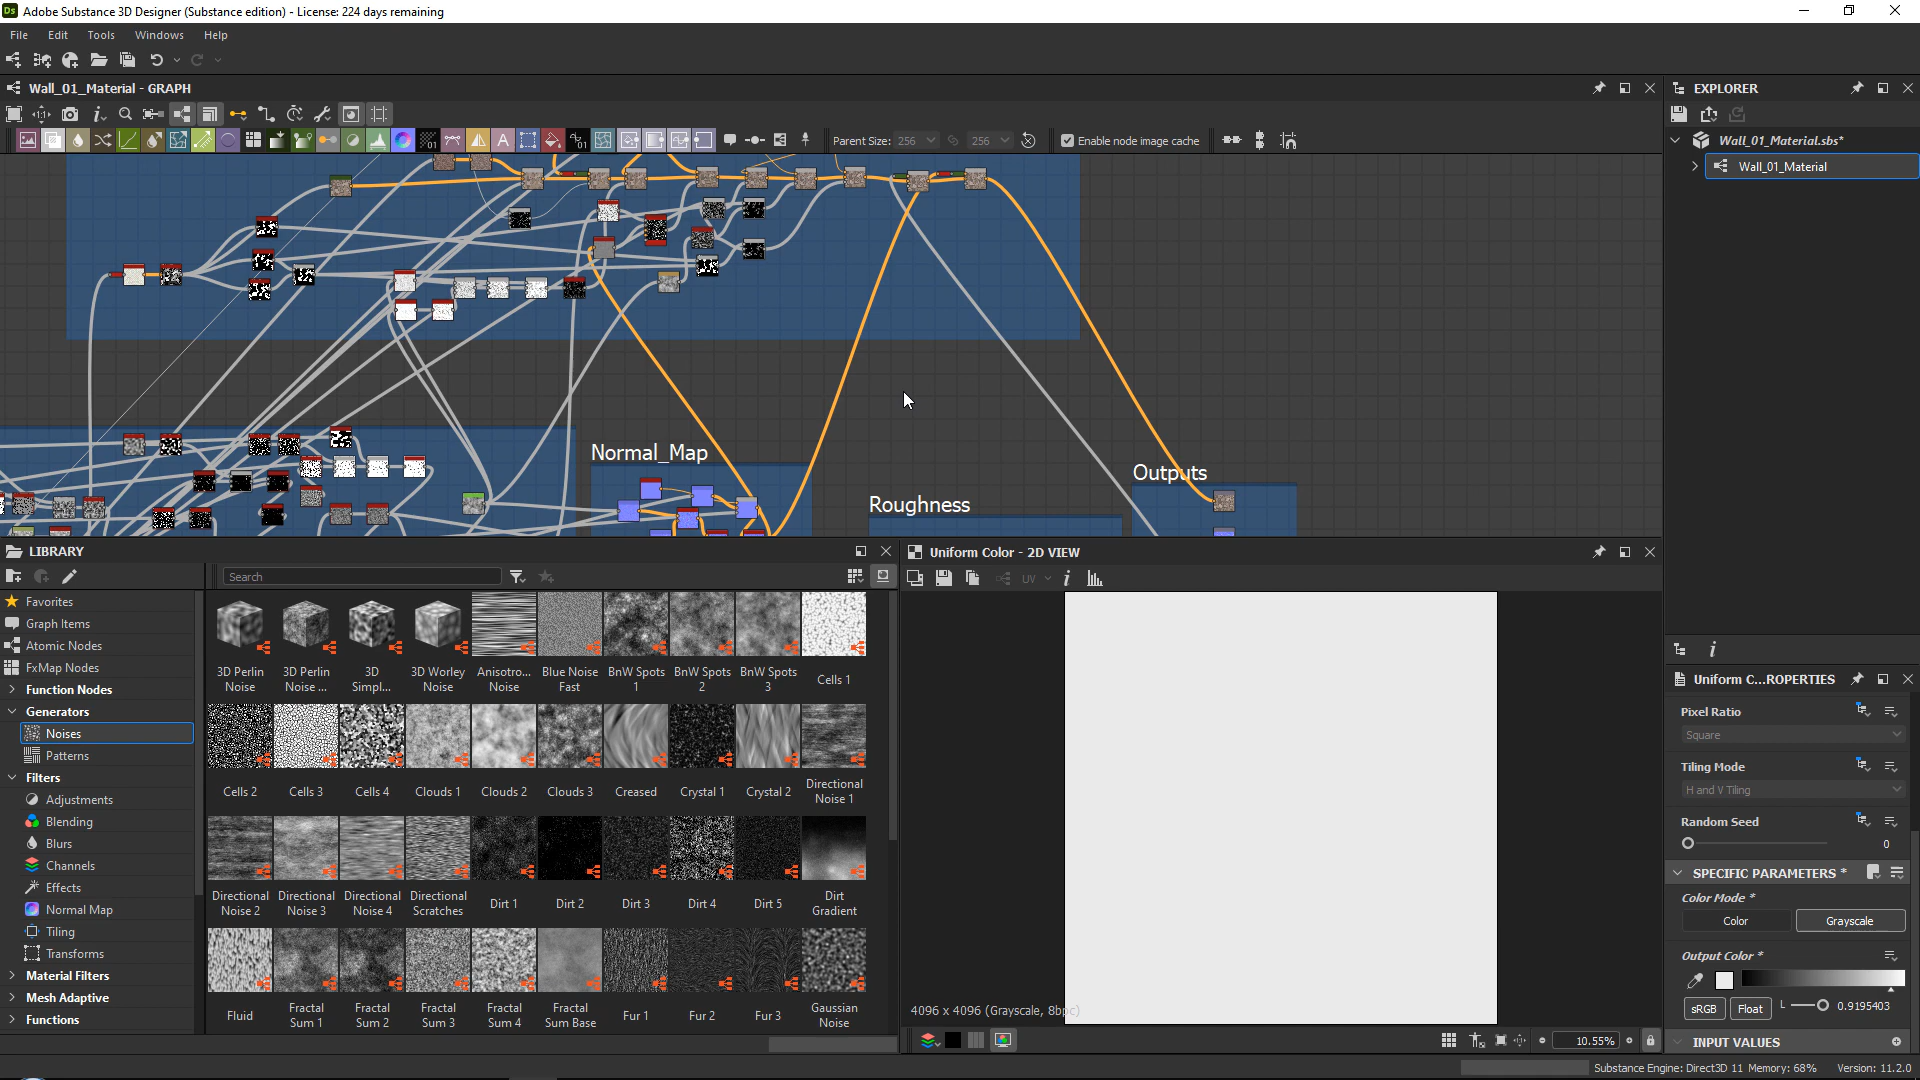 Ds Adobe Substance 3D Designer (Substance edition) - License: 224 days remaining
File Edit Tools Windows Help
Wall_01_Material - GRAPH
Parent Size: 256 256 Enable node image cache
Normal_Map
Roughness
Outputs
EXPLORER
Wall_01_Material.sbs*
Wall_01_Material
LIBRARY
Search
Favorites
Graph Items
Atomic Nodes
FxMap Nodes
Function Nodes
Generators
Noises
Patterns
Filters
Adjustments
Blending
Blurs
Channels
Effects
Normal Map
Tiling
Transforms
Material Filters
Mesh Adaptive
Functions
3D Perlin Noise
3D Perlin Noise ...
3D Simpl...
3D Worley Noise
Anisotro... Noise
Blue Noise Fast
BnW Spots 1
BnW Spots 2
BnW Spots 3
Cells 1
Cells 2
Cells 3
Cells 4
Clouds 1
Clouds 2
Clouds 3
Creased
Crystal 1
Crystal 2
Directional Noise 1
Directional Noise 2
Directional Noise 3
Directional Noise 4
Directional Scratches
Dirt 1
Dirt 2
Dirt 3
Dirt 4
Dirt 5
Dirt Gradient
Fluid
Fractal Sum 1
Fractal Sum 2
Fractal Sum 3
Fractal Sum 4
Fractal Sum Base
Fur 1
Fur 2
Fur 3
Gaussian Noise
Uniform Color - 2D VIEW
UV
4096 x 4096 (Grayscale, 8bpc)
10.55%
Uniform C...ROPERTIES
Pixel Ratio
Square
Tiling Mode
H and V Tiling
Random Seed
0
SPECIFIC PARAMETERS *
Color Mode *
Color Grayscale
Output Color *
sRGB Float L 0.9195403
INPUT VALUES
Substance Engine: Direct3D 11 Memory: 68% Version: 11.2.0